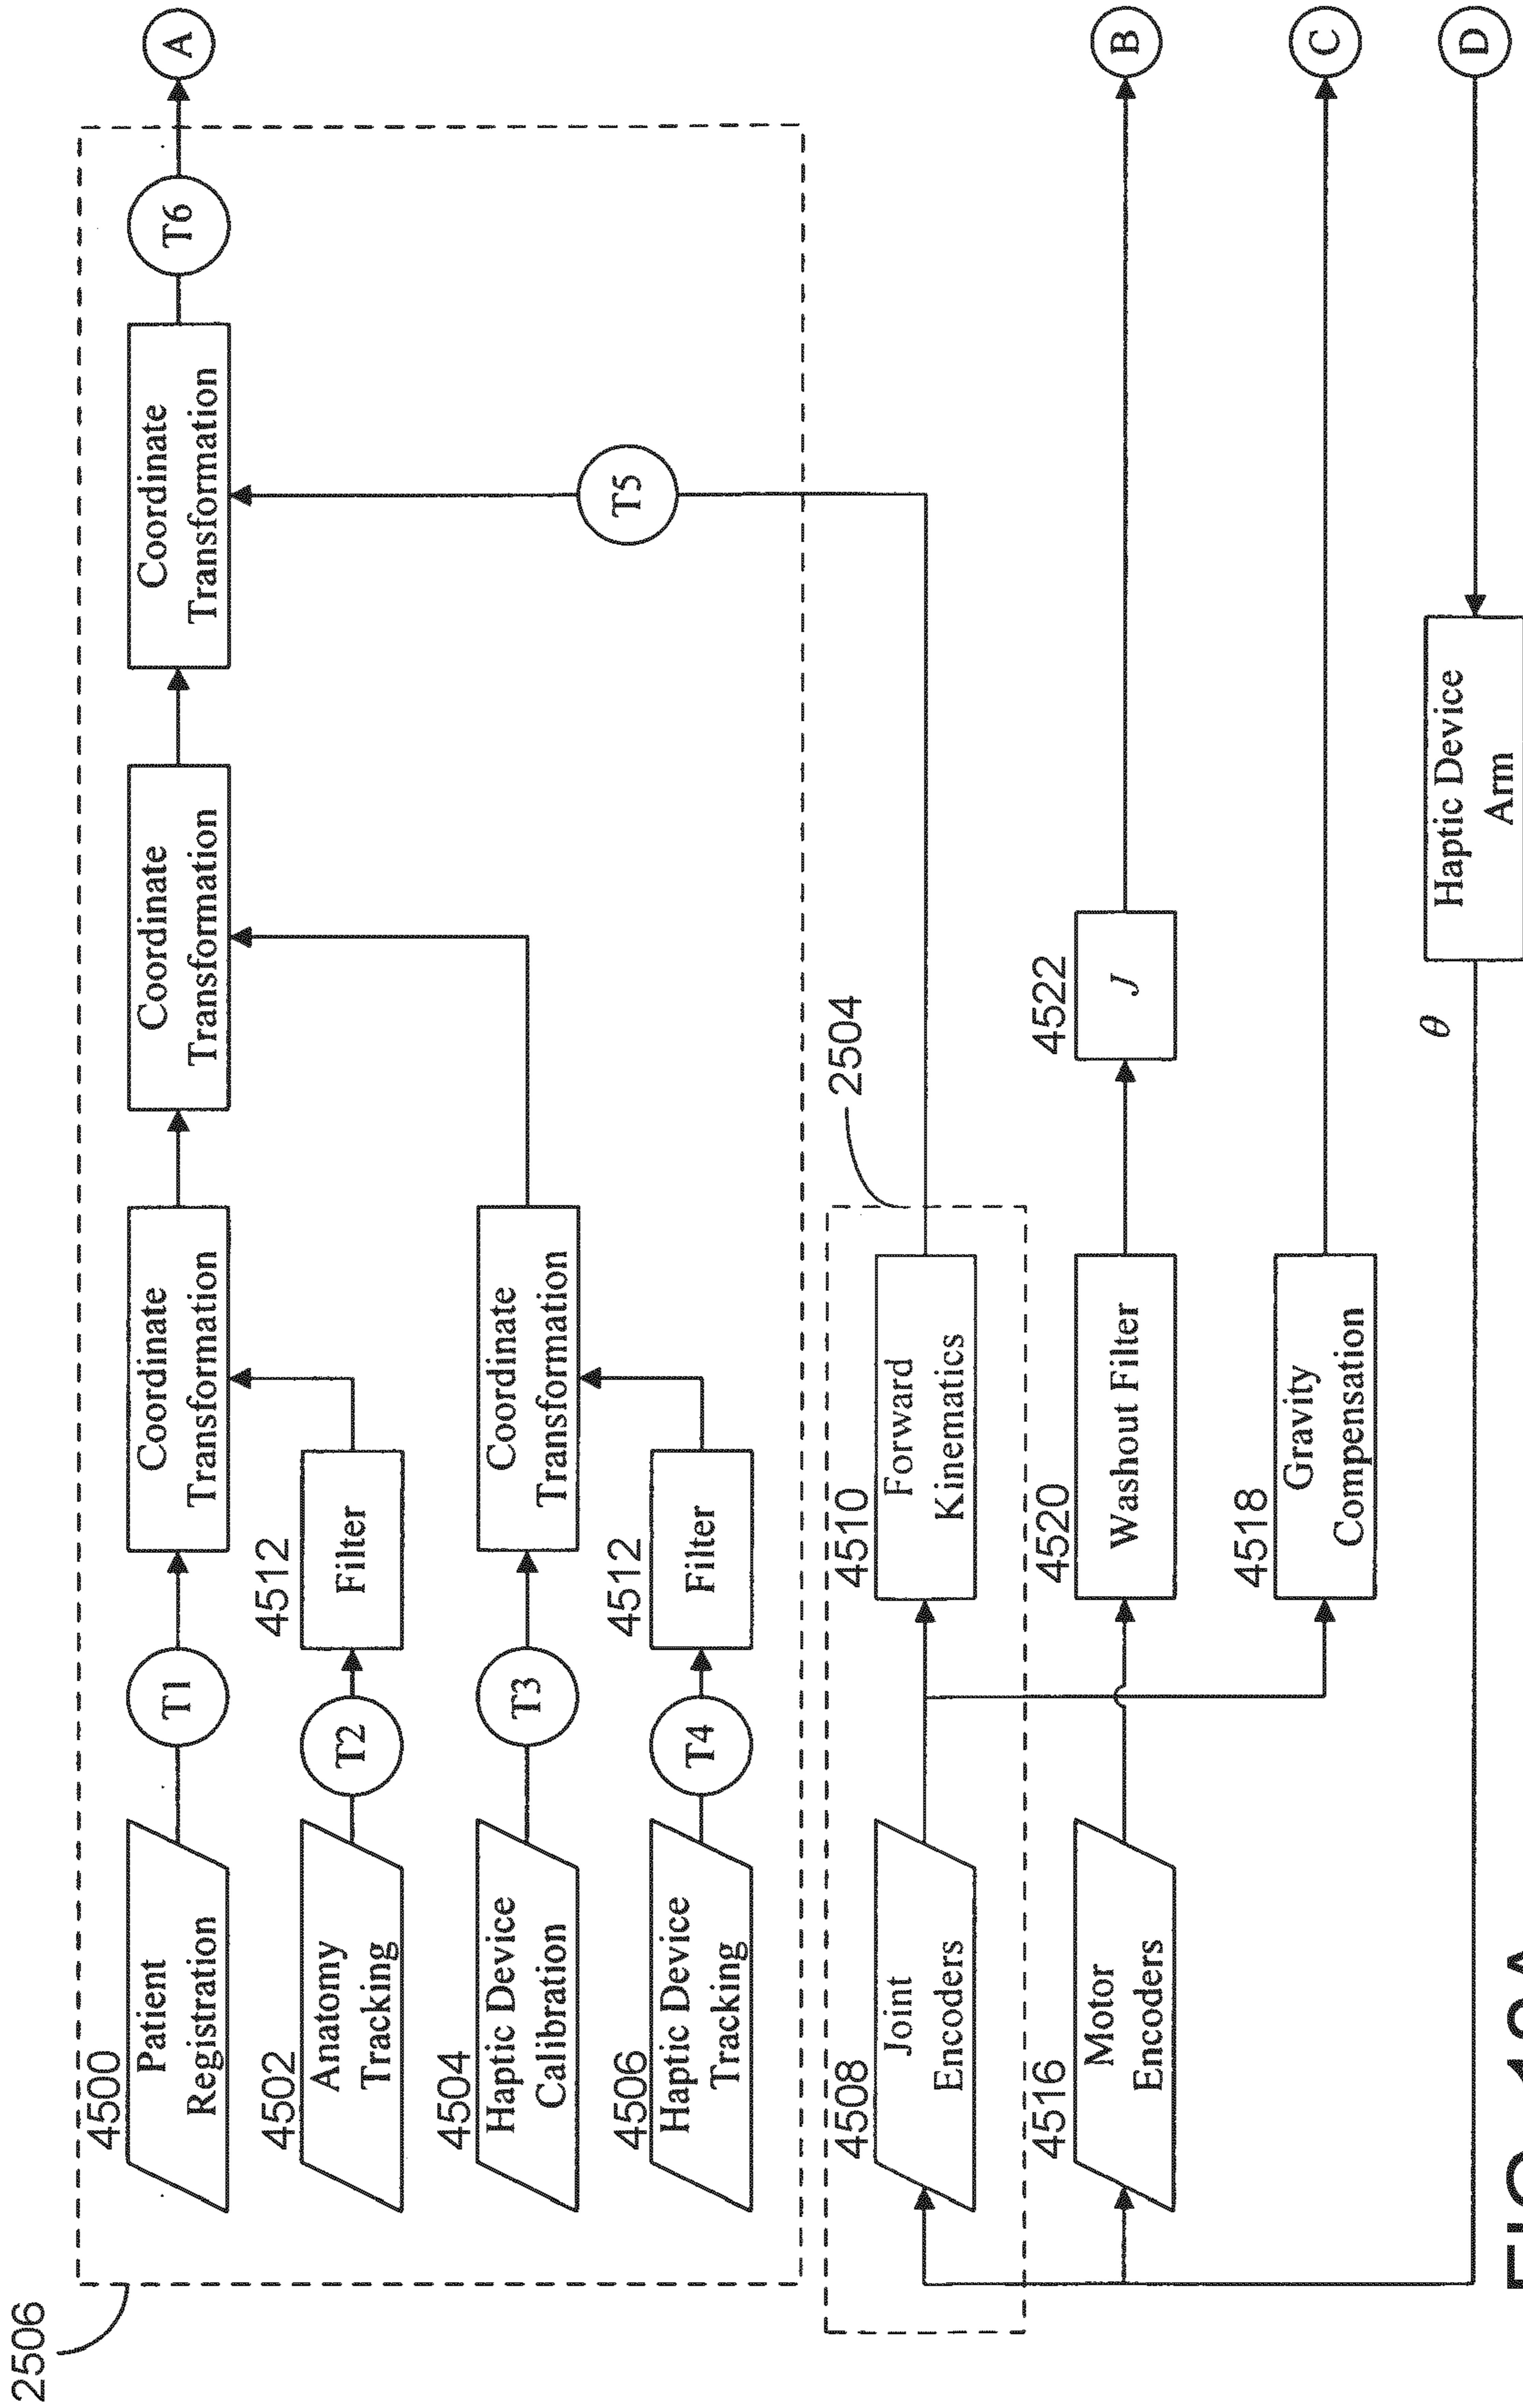 2506
4500
Patient
Registration
T1
Coordinate
Transformation
Coordinate
Transformation
Coordinate
Transformation
T6
A
4502
Anatomy
Tracking
T2
4512
Filter
4504
Haptic Device
Calibration
T3
Coordinate
Transformation
4506
Haptic Device
Tracking
T4
4512
Filter
T5
2504
4508
Joint
Encoders
4510
Forward
Kinematics
4516
Motor
Encoders
4520
Washout Filter
4522
J
B
4518
Gravity
Compensation
C
θ
Haptic Device
Arm
D